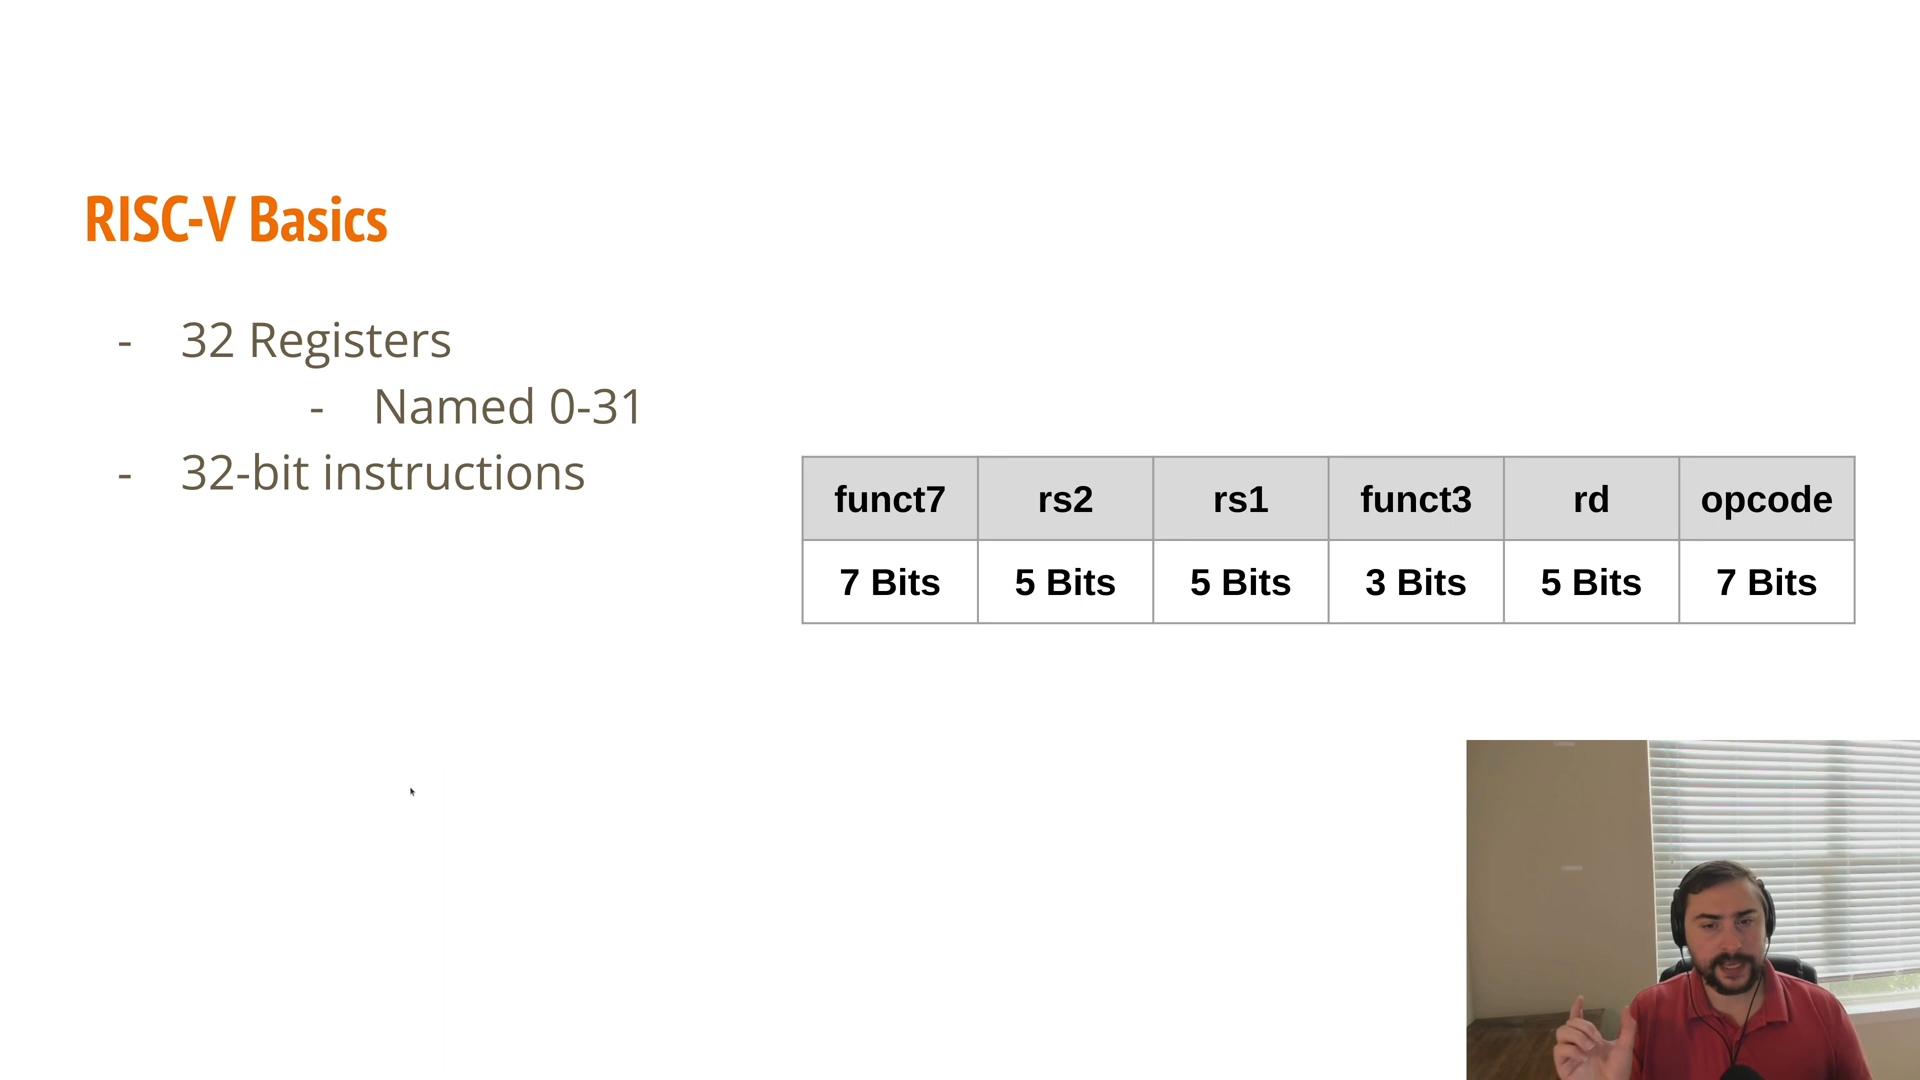 RISC-V Basics
- 32 Registers
- Named 0-31
- 32-bit instructions
funct7 rs2 rs1 funct3 rd opcode
7 Bits 5 Bits 5 Bits 3 Bits 5 Bits 7 Bits